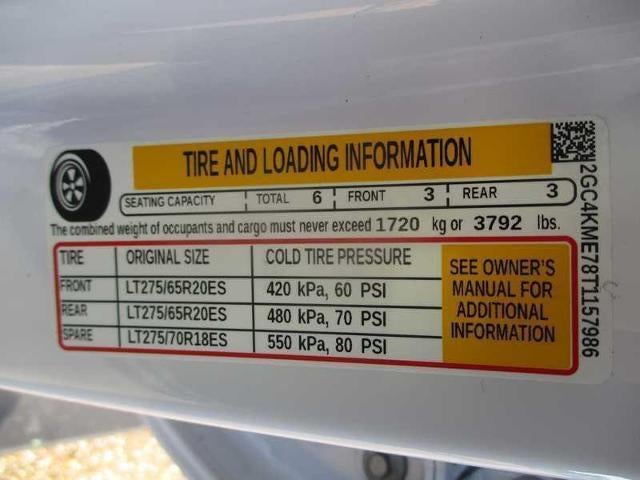 TIRE AND LOADING INFORMATION
SEATING CAPACITY TOTAL 6 FRONT 3 REAR 3
The combined weight of occupants and cargo must never exceed 1720 kg or 3792 lbs.
TIRE ORIGINAL SIZE COLD TIRE PRESSURE
FRONT LT275/65R20ES 420 kPa, 60 PSI
REAR LT275/65R20ES 480 kPa, 70 PSI
SPARE LT275/70R18ES 550 kPa, 80 PSI
SEE OWNER'S
MANUAL FOR
ADDITIONAL
INFORMATION
2GC4KME78T1157986